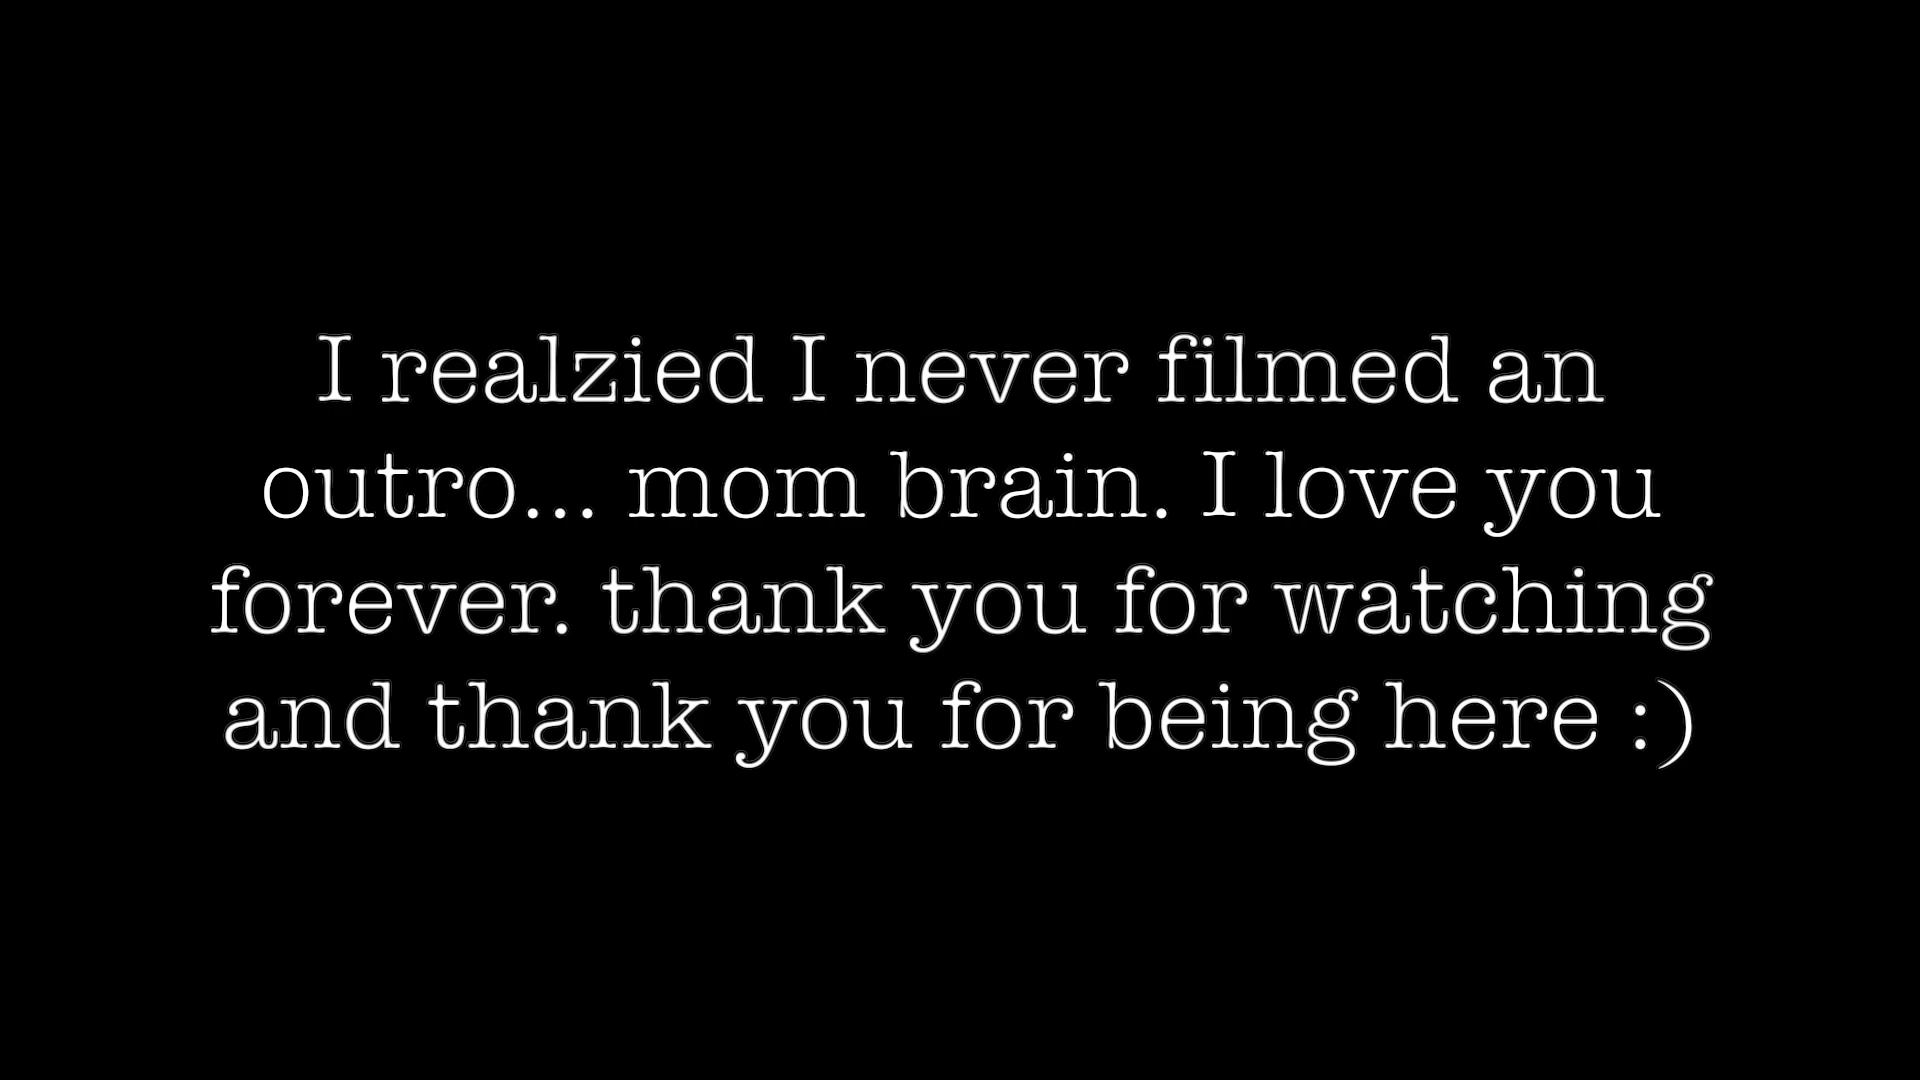 I realzied I never filmed an
outro... mom brain. I love you
forever. thank you for watching
and thank you for being here :)